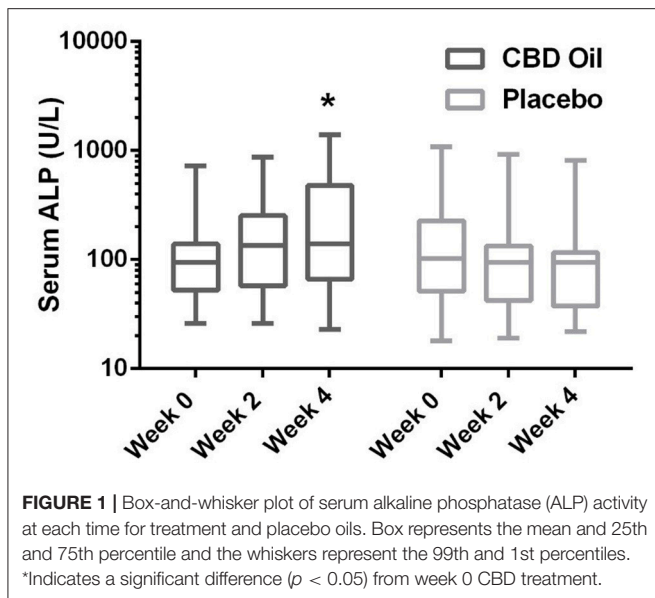 10000
1000
100
10
Serum ALP (U/L)
CBD Oil
Placebo
*
Week 0
Week 2
Week 4
Week 0
Week 2
Week 4
FIGURE 1 | Box-and-whisker plot of serum alkaline phosphatase (ALP) activity
at each time for treatment and placebo oils. Box represents the mean and 25th
and 75th percentile and the whiskers represent the 99th and 1st percentiles.
*Indicates a significant difference (p < 0.05) from week 0 CBD treatment.